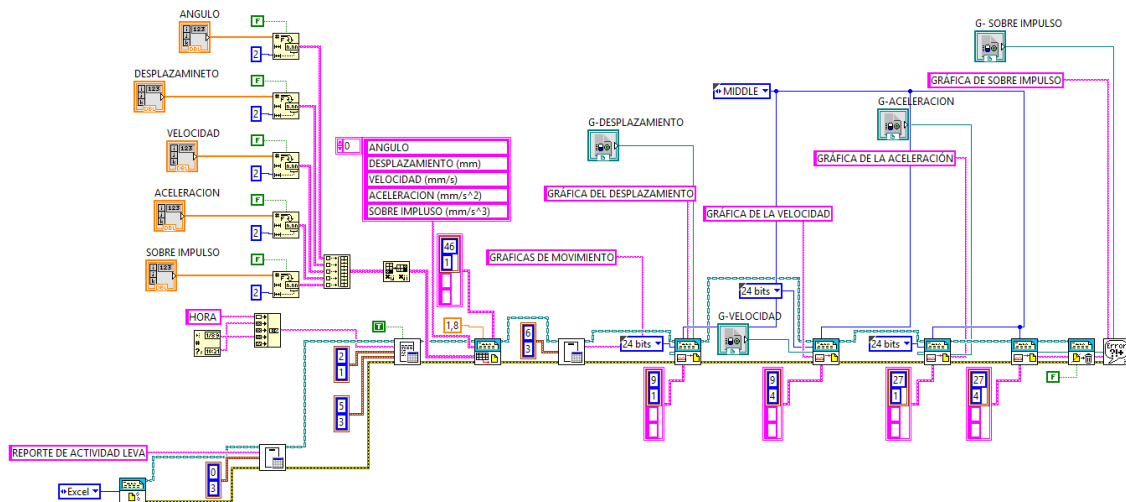 ANGULO
F
2
DESPLAZAMINETO
F
2
VELOCIDAD
F
2
ACELERACION
F
2
SOBRE IMPULSO
F
2
HORA
T
2
1
5
3
REPORTE DE ACTIVIDAD LEVA
0
3
Excel
0
ANGULO
DESPLAZAMIENTO (mm)
VELOCIDAD (mm/s)
ACELERACION (mm/s^2)
SOBRE IMPLUSO (mm/s^3)
46
1
1,8
6
3
GRAFICAS DE MOVIMIENTO
24 bits
G-DESPLAZAMIENTO
GRÁFICA DEL DESPLAZAMIENTO
9
1
MIDDLE
GRÁFICA DE LA VELOCIDAD
24 bits
G-VELOCIDAD
9
4
G-ACELERACION
GRÁFICA DE LA ACELERACIÓN
24 bits
27
1
G- SOBRE IMPULSO
GRÁFICA DE SOBRE IMPULSO
27
4
F
Error
?!+